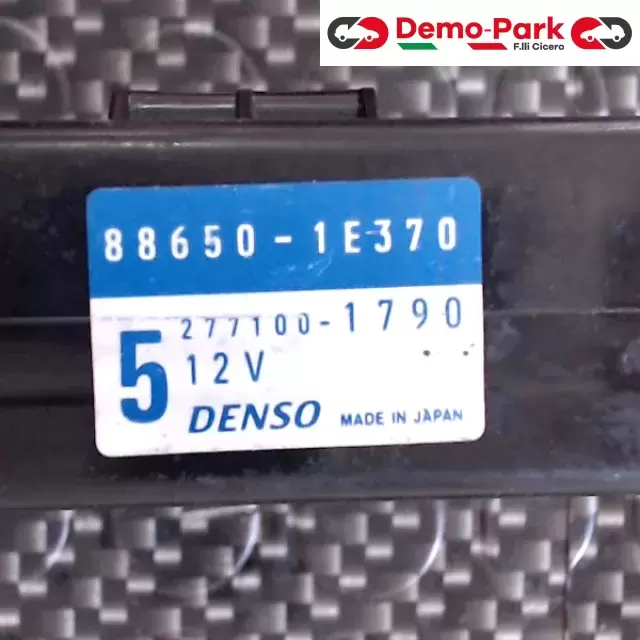 Demo-Park
F.lli Cicero
88650-1E370
277100-1790
5
12V
DENSO MADE IN JAPAN